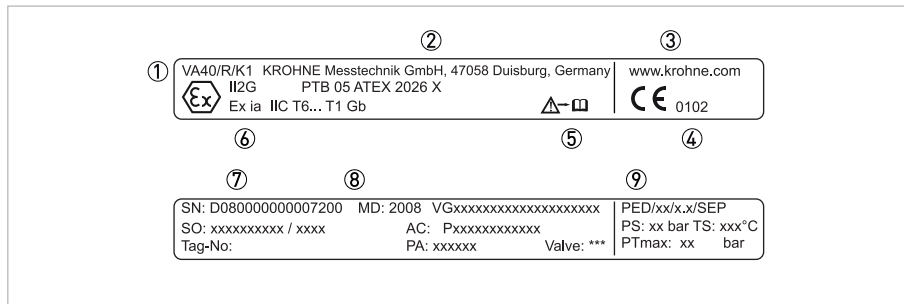 ② ③
① VA40/R/K1 KROHNE Messtechnik GmbH, 47058 Duisburg, Germany www.krohne.com
Ex II2G PTB 05 ATEX 2026 X
Ex ia IIC T6... T1 Gb CE 0102
⑥ ⑤ ④
⑦ ⑧ ⑨
SN: D080000000007200 MD: 2008 VGxxxxxxxxxxxxxxxxxxxx PED/xx/x.x/SEP
SO: xxxxxxxxxx / xxxx AC: Pxxxxxxxxxxxx PS: xx bar TS: xxx°C
Tag-No: PA: xxxxxx Valve: *** PTmax: xx bar